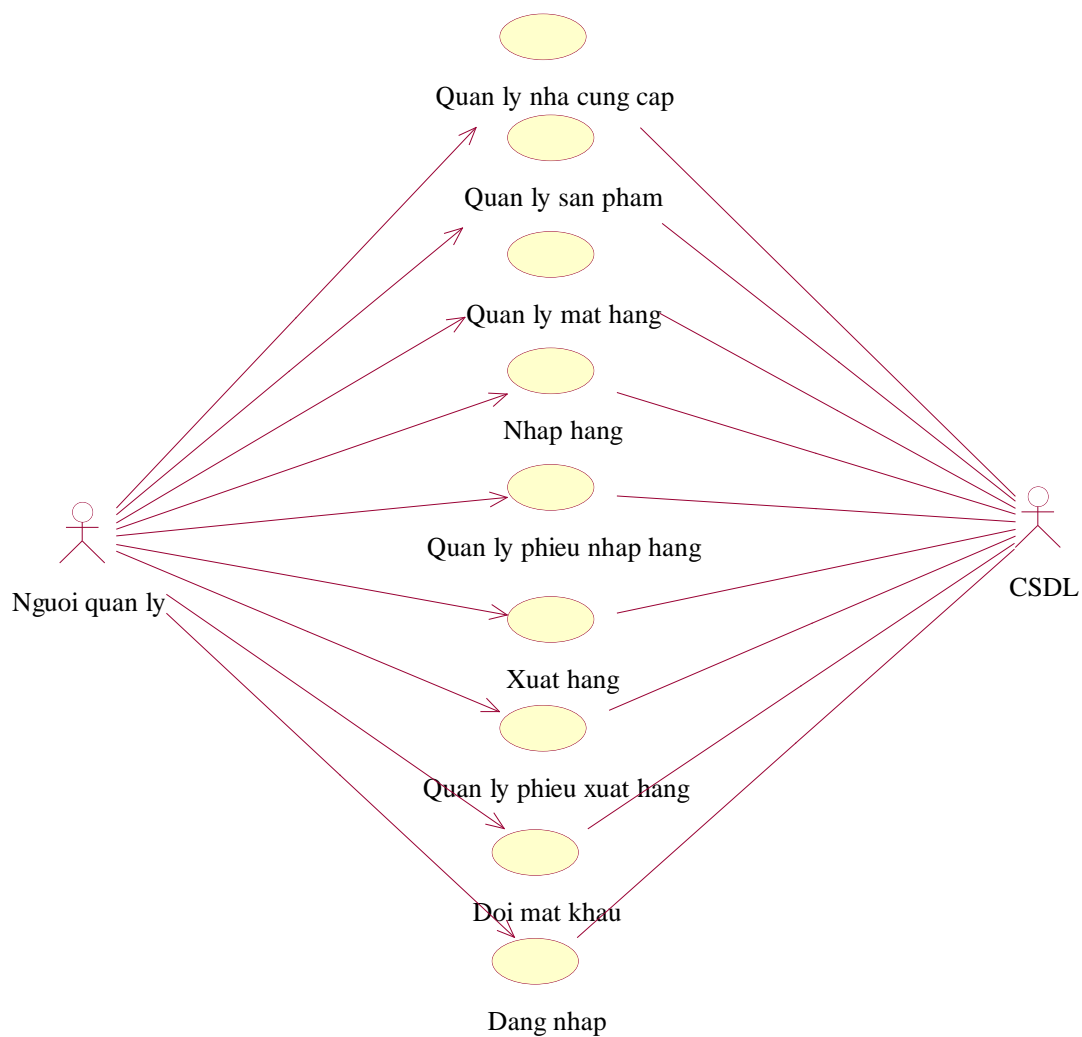 Quan ly nha cung cap
Quan ly san pham
Quan ly mat hang
Nhap hang
Quan ly phieu nhap hang
Nguoi quan ly
CSDL
Xuat hang
Quan ly phieu xuat hang
Doi mat khau
Dang nhap